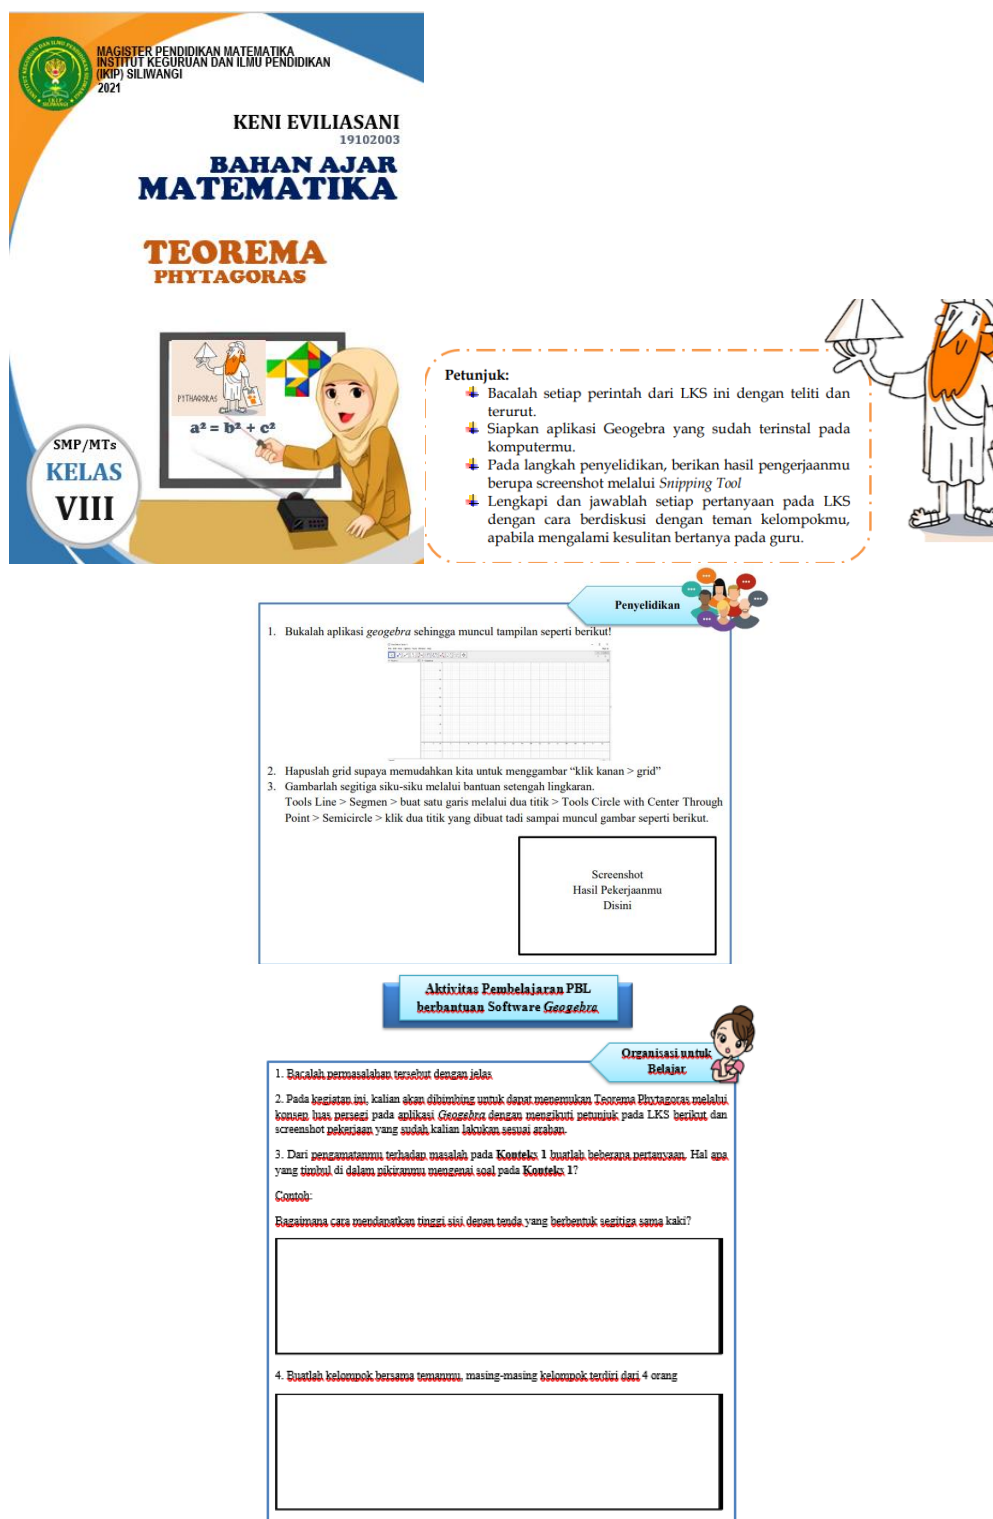 MAGISTER PENDIDIKAN MATEMATIKA
INSTITUT KEGURUAN DAN ILMU PENDIDIKAN
(IKIP) SILIWANGI
2021
KENI EVILIASANI
19102003
BAHAN AJAR
MATEMATIKA
TEOREMA
PHYTAGORAS
PYTHAGORAS
a² = b² + c²
SMP/MTs
KELAS
VIII
Petunjuk:
Bacalah setiap perintah dari LKS ini dengan teliti dan
terurut.
Siapkan aplikasi Geogebra yang sudah terinstal pada
komputermu.
Pada langkah penyelidikan, berikan hasil pengerjaanmu
berupa screenshot melalui Snipping Tool
Lengkapi dan jawablah setiap pertanyaan pada LKS
dengan cara berdiskusi dengan teman kelompokmu,
apabila mengalami kesulitan bertanya pada guru.
Penyelidikan
1. Bukalah aplikasi geogebra sehingga muncul tampilan seperti berikut!
2. Hapuslah grid supaya memudahkan kita untuk menggambar “klik kanan > grid”
3. Gambarlah segitiga siku-siku melalui bantuan setengah lingkaran.
Tools Line > Segmen > buat satu garis melalui dua titik > Tools Circle with Center Through
Point > Semicircle > klik dua titik yang dibuat tadi sampai muncul gambar seperti berikut.
Screenshot
Hasil Pekerjaanmu
Disini
Aktivitas Pembelajaran PBL
berbantuan Software Geogebra
Organisasi untuk
Belajar
1. Bacalah permasalahan tersebut dengan jelas
2. Pada kegiatan ini, kalian akan dibimbing untuk dapat menemukan Teorema Phytagoras melalui
konsep luas persegi pada aplikasi Geogebra dengan mengikuti petunjuk pada LKS berikut dan
screenshot pekerjaan yang sudah kalian lakukan sesuai arahan.
3. Dari pengamatanmu terhadap masalah pada Konteks 1 buatlah beberapa pertanyaan. Hal apa
yang timbul di dalam pikiranmu mengenai soal pada Konteks 1?
Contoh:
Bagaimana cara mendapatkan tinggi sisi depan tenda yang berbentuk segitiga sama kaki?
4. Buatlah kelompok bersama temanmu, masing-masing kelompok terdiri dari 4 orang